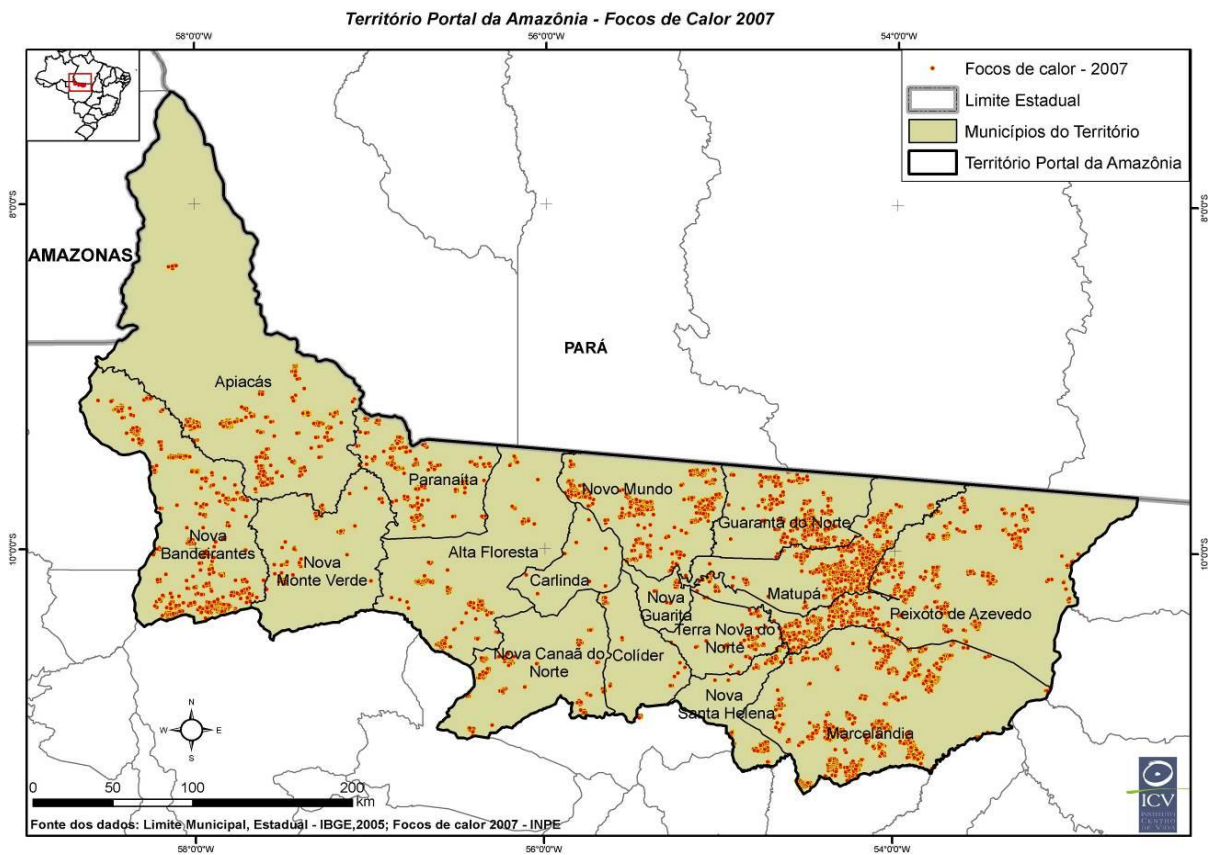 Território Portal da Amazônia - Focos de Calor 2007
58°0'0"W
56°0'0"W
54°0'0"W
Focos de calor - 2007
Limite Estadual
Municípios do Território
Território Portal da Amazônia
8°0'0"S
8°0'0"S
AMAZONAS
PARÁ
Apiacás
Paranaíta
Novo Mundo
Guarantã do Norte
10°0'0"S
10°0'0"S
Nova
Bandeirantes
Nova
Monte Verde
Alta Floresta
Carlinda
Nova
Guarita
Matupá
Peixoto de Azevedo
Terra Nova do
Norte
Nova Canaã do
Norte
Colíder
Nova
Santa Helena
Marcelândia
N
W
E
S
0
50
100
200
km
ICV
INSTITUTO
CENTRO
DE VIDA
Fonte dos dados: Limite Municipal, Estadual - IBGE,2005; Focos de calor 2007 - INPE
58°0'0"W
56°0'0"W
54°0'0"W